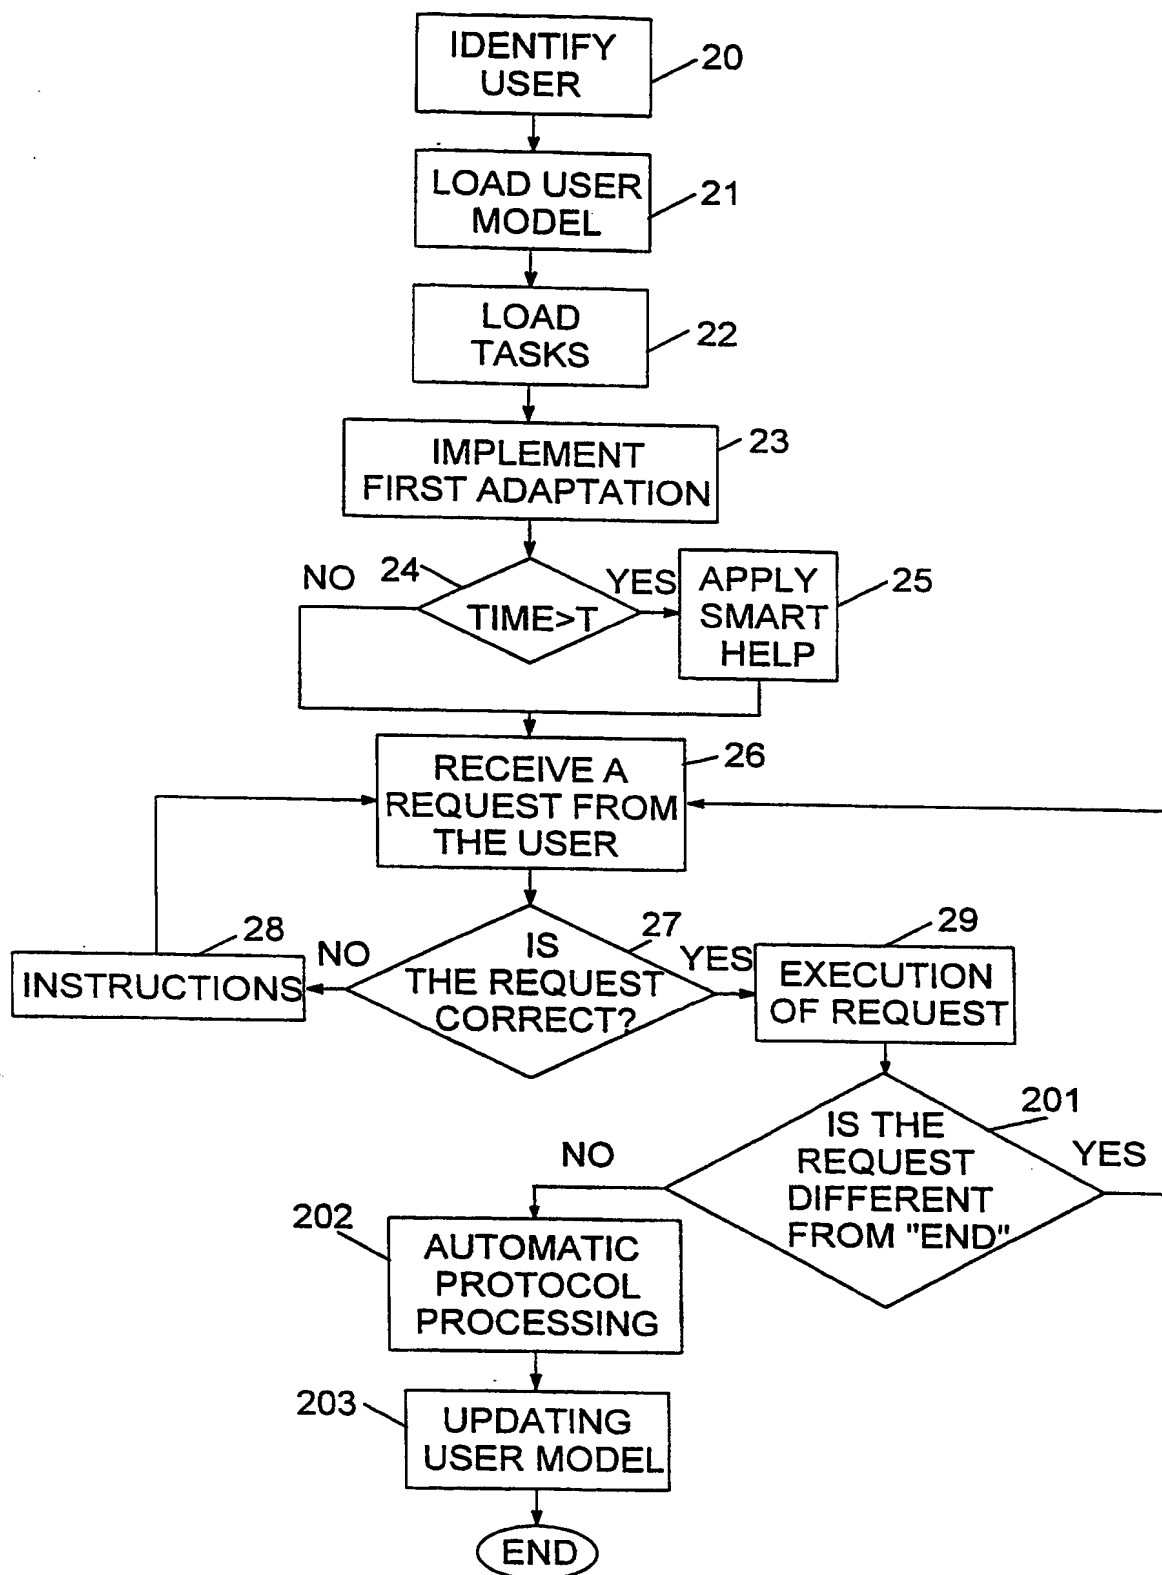 IDENTIFY
USER
20
LOAD USER
MODEL
21
LOAD
TASKS
22
IMPLEMENT
FIRST ADAPTATION
23
NO
24
TIME>T
YES
APPLY
SMART
HELP
25
RECEIVE A
REQUEST FROM
THE USER
26
INSTRUCTIONS
28
NO
IS
THE REQUEST
CORRECT?
27
YES
EXECUTION
OF REQUEST
29
NO
IS THE
REQUEST
DIFFERENT
FROM "END"
201
YES
202
AUTOMATIC
PROTOCOL
PROCESSING
203
UPDATING
USER MODEL
END